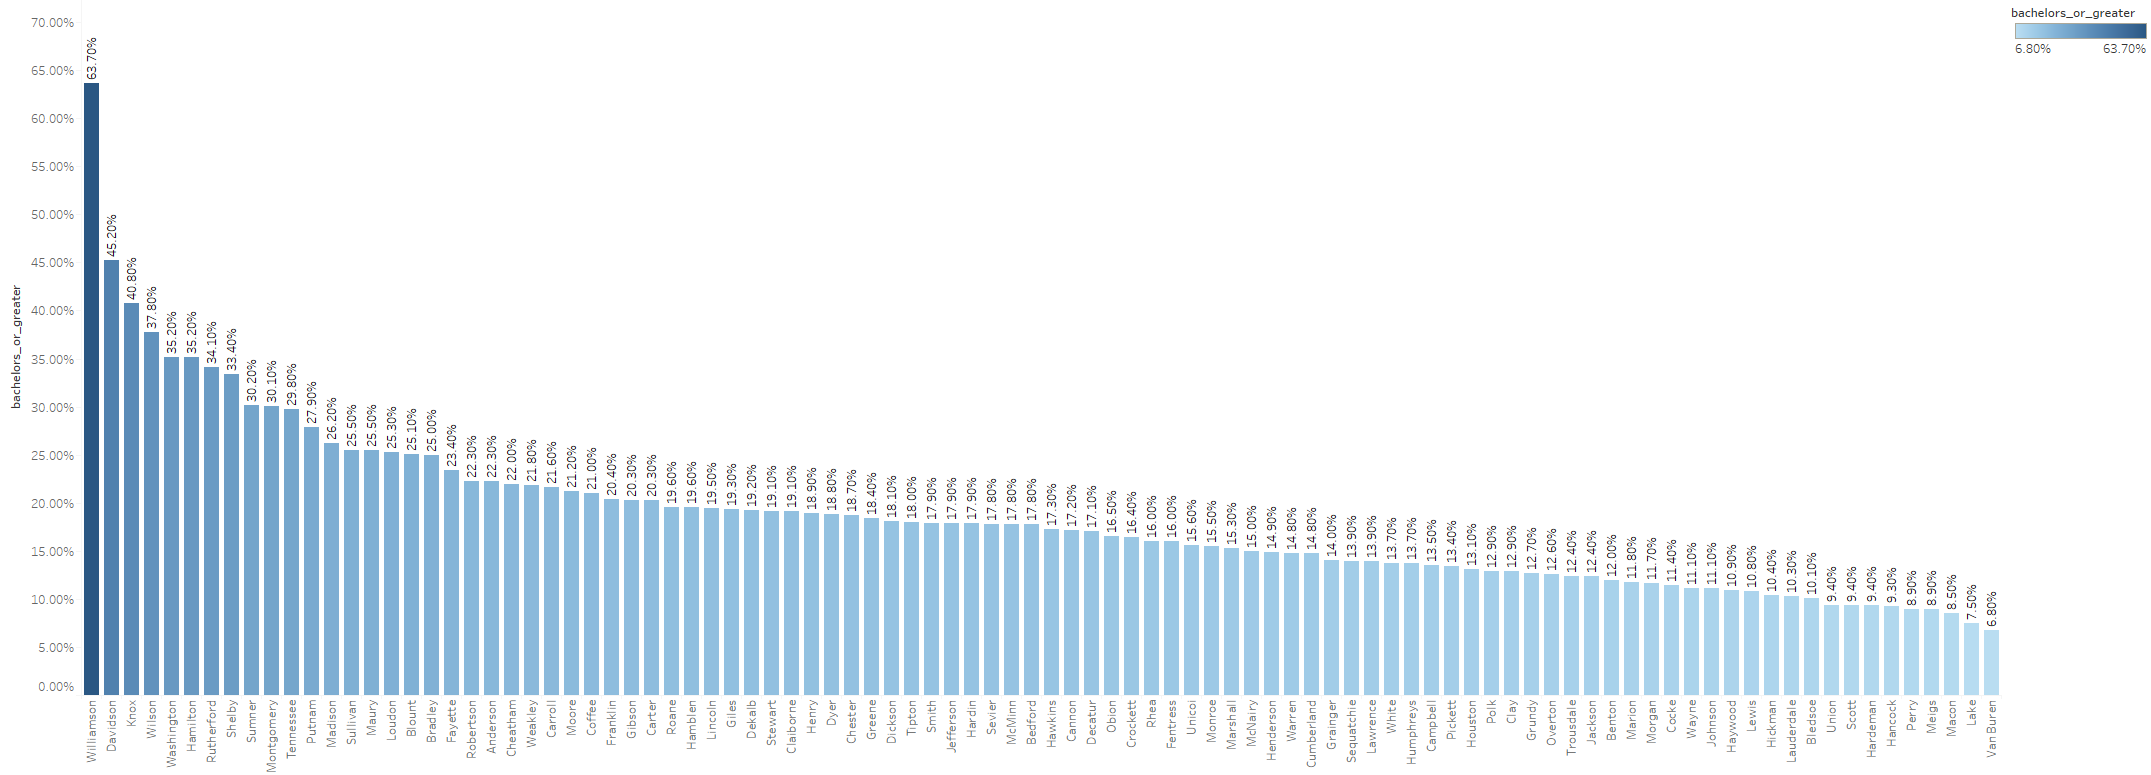 bachelors_or_greater
6.80% 63.70%
bachelors_or_greater
70.00%
65.00%
60.00%
55.00%
50.00%
45.00%
40.00%
35.00%
30.00%
25.00%
20.00%
15.00%
10.00%
5.00%
0.00%
63.70%
45.20%
40.80%
37.80%
35.20%
35.20%
34.10%
33.40%
30.20%
30.10%
29.80%
27.90%
26.20%
25.50%
25.50%
25.30%
25.10%
25.00%
23.40%
22.30%
22.30%
22.00%
21.80%
21.60%
21.20%
21.00%
20.40%
20.30%
20.30%
19.60%
19.60%
19.50%
19.30%
19.20%
19.10%
19.10%
18.90%
18.80%
18.70%
18.40%
18.10%
18.00%
17.90%
17.90%
17.90%
17.80%
17.80%
17.80%
17.30%
17.20%
17.10%
16.50%
16.40%
16.00%
16.00%
15.60%
15.50%
15.30%
15.00%
14.90%
14.80%
14.80%
14.00%
13.90%
13.90%
13.70%
13.70%
13.50%
13.40%
13.10%
12.90%
12.90%
12.70%
12.60%
12.40%
12.40%
12.00%
11.80%
11.70%
11.40%
11.10%
11.10%
10.90%
10.80%
10.40%
10.30%
10.10%
9.40%
9.40%
9.40%
9.30%
8.90%
8.90%
8.50%
7.50%
6.80%
Williamson
Davidson
Knox
Wilson
Washington
Hamilton
Rutherford
Shelby
Sumner
Montgomery
Tennessee
Putnam
Madison
Sullivan
Maury
Loudon
Blount
Bradley
Fayette
Robertson
Anderson
Cheatham
Weakley
Carroll
Moore
Coffee
Franklin
Gibson
Carter
Roane
Hamblen
Lincoln
Giles
Dekalb
Stewart
Claiborne
Henry
Dyer
Chester
Greene
Dickson
Tipton
Smith
Jefferson
Hardin
Sevier
McMinn
Bedford
Hawkins
Cannon
Decatur
Obion
Crockett
Rhea
Fentress
Unicoi
Monroe
Marshall
McNairy
Henderson
Warren
Cumberland
Grainger
Sequatchie
Lawrence
White
Humphreys
Campbell
Pickett
Houston
Polk
Clay
Grundy
Overton
Trousdale
Jackson
Benton
Marion
Morgan
Cocke
Wayne
Johnson
Haywood
Lewis
Hickman
Lauderdale
Bledsoe
Union
Scott
Hardeman
Hancock
Perry
Meigs
Macon
Lake
Van Buren